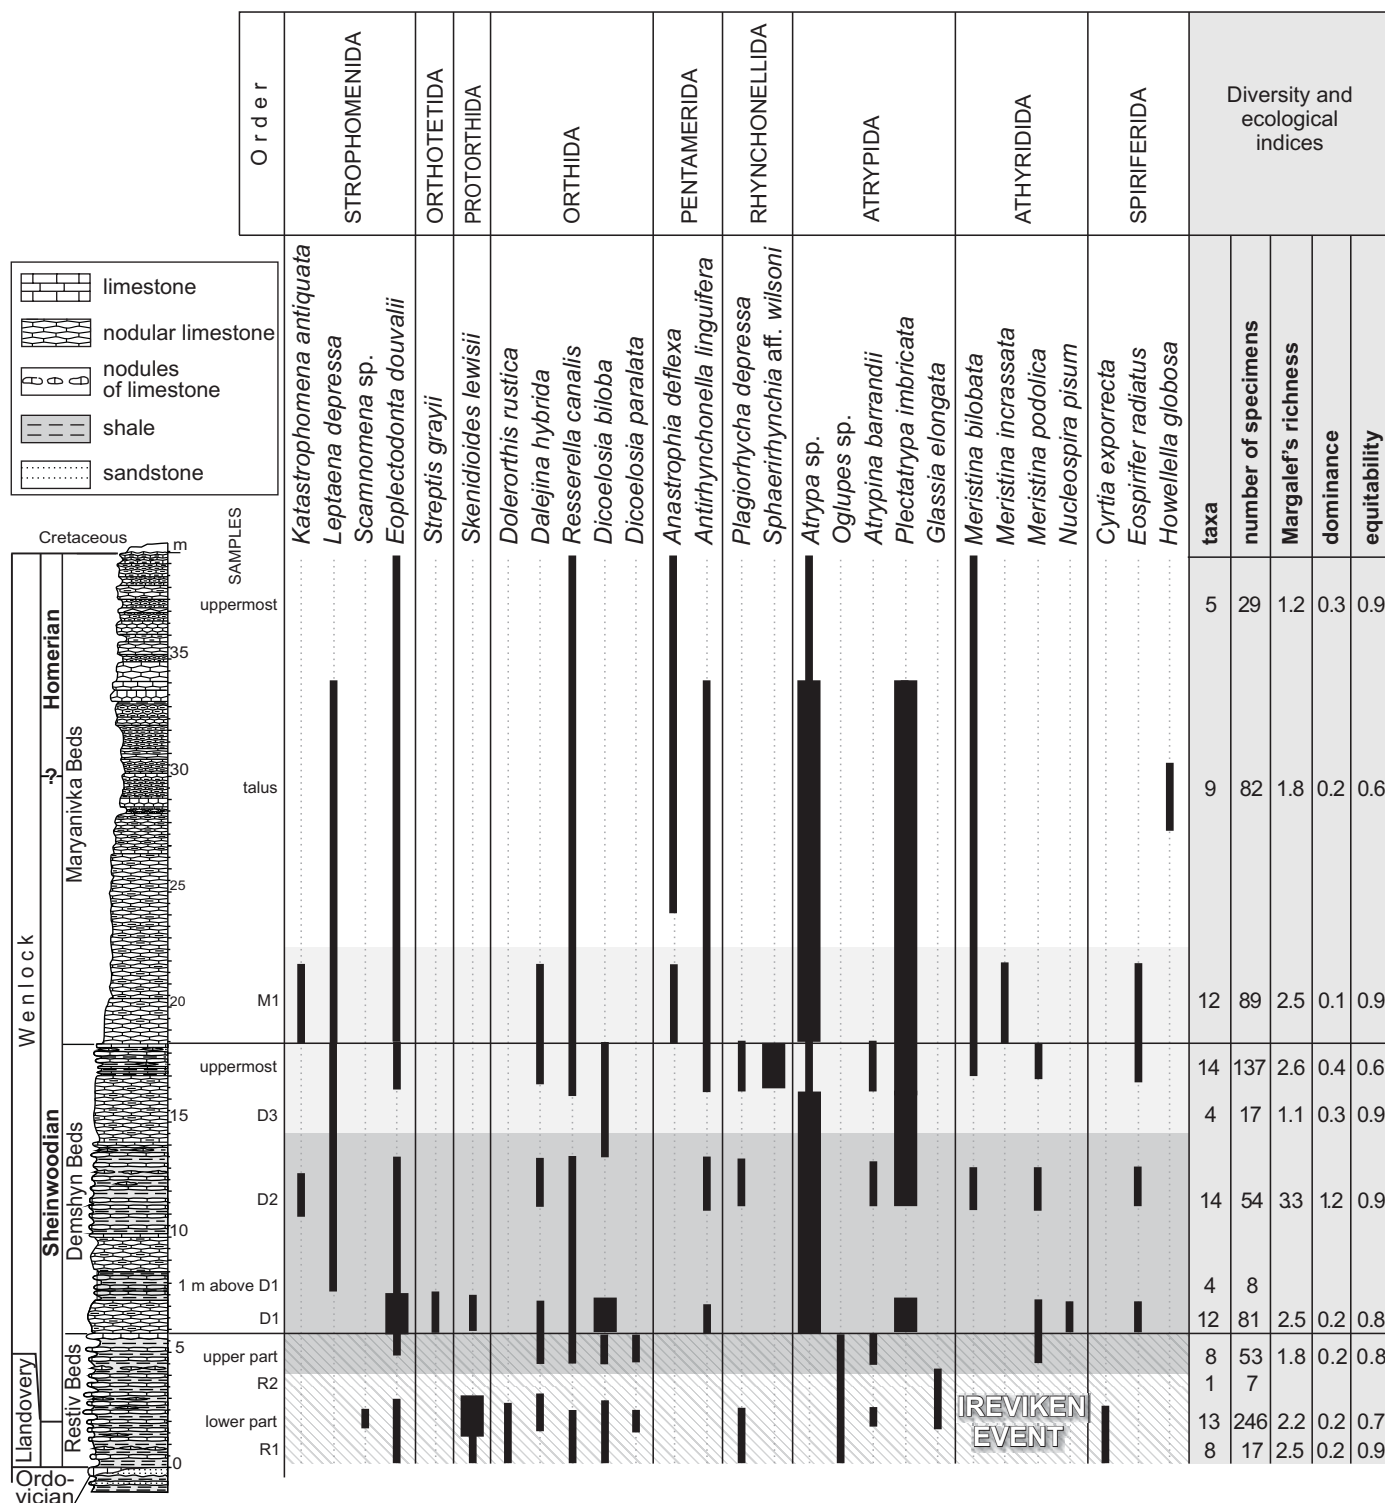 Order
STROPHOMENIDA
ORTHOTETIDA
PROTORTHIDA
ORTHIDA
PENTAMERIDA
RHYNCHONELLIDA
ATRYPIDA
ATHYRIDIDA
SPIRIFERIDA
Diversity and
ecological
indices
limestone
nodular limestone
nodules
of limestone
shale
sandstone
Katastrophomena antiquata
Leptaena depressa
Scammomena sp.
Eoplectodonta douvalii
Streptis grayii
Skenidioides lewisii
Dolerorthis rustica
Dalejina hybrida
Resserella canalis
Dicoelosia biloba
Dicoelosia paralata
Anastrophia deflexa
Antirhynchonella linguifera
Plagiorhycha depressa
Sphaerirhynchia aff. wilsoni
Atrypa sp.
Oglupes sp.
Atrypina barrandii
Plectatrypa imbricata
Glassia elongata
Meristina bilobata
Meristina incrassata
Meristina podolica
Nucleospira pisum
Cyrtia exporrecta
Eospirifer radiatus
Howellella globosa
taxa
number of specimens
Margalef's richness
dominance
equitability
Cretaceous
m
SAMPLES
uppermost 5 29 1.2 0.3 0.9
35
talus 9 82 1.8 0.2 0.6
30
25
M1 12 89 2.5 0.1 0.9
20
uppermost 14 137 2.6 0.4 0.6
D3 4 17 1.1 0.3 0.9
15
D2 14 54 33 1.2 0.9
10
1 m above D1 4 8
D1 12 81 2.5 0.2 0.8
5
upper part 8 53 1.8 0.2 0.8
R2 1 7
lower part 13 246 2.2 0.2 0.7
R1 8 17 2.5 0.2 0.9
0
IREVIKEN
EVENT
Wenlock
Llandovery
Homerian
?
Sheinwoodian
Maryanivka Beds
Demshyn Beds
Restiv Beds
Ordo-
vician